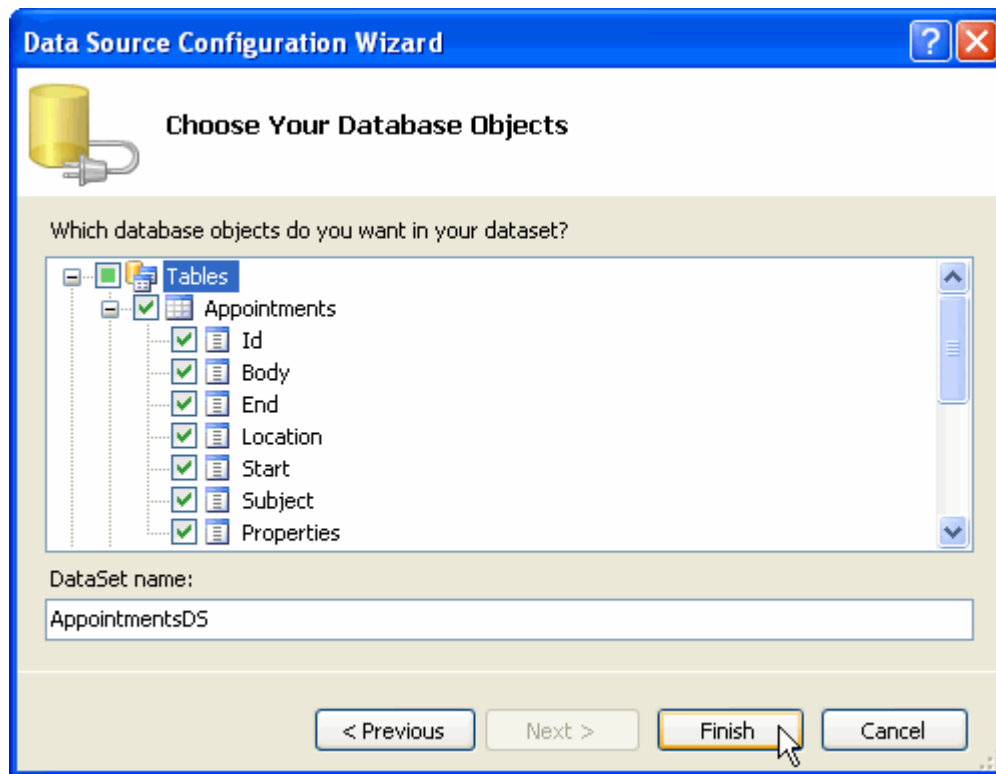 Data Source Configuration Wizard
Choose Your Database Objects
Which database objects do you want in your dataset?
Tables
Appointments
Id
Body
End
Location
Start
Subject
Properties
DataSet name:
AppointmentsDS
< Previous
Next >
Finish
Cancel